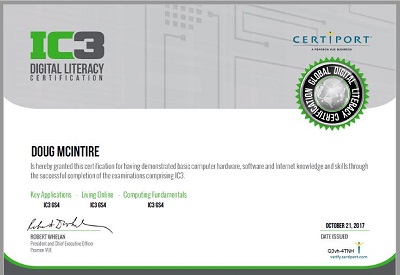 IC3
DIGITAL LITERACY
CERTIFICATION
CERTIPORT
A PEARSON VUE BUSINESS
GLOBAL DIGITAL LITERACY CERTIFICATION
DOUG MCINTIRE
Is hereby granted this certification for having demonstrated basic computer hardware, software and Internet knowledge and skills through
the successful completion of the examinations comprising IC3.
Key Applications - Living Online - Computing Fundamentals
IC3 GS4 IC3 GS4 IC3 GS4
ROBERT WHELAN
President and Chief Executive Officer
Pearson VUE
OCTOBER 21, 2017
DATE ISSUED
verify.certiport.com